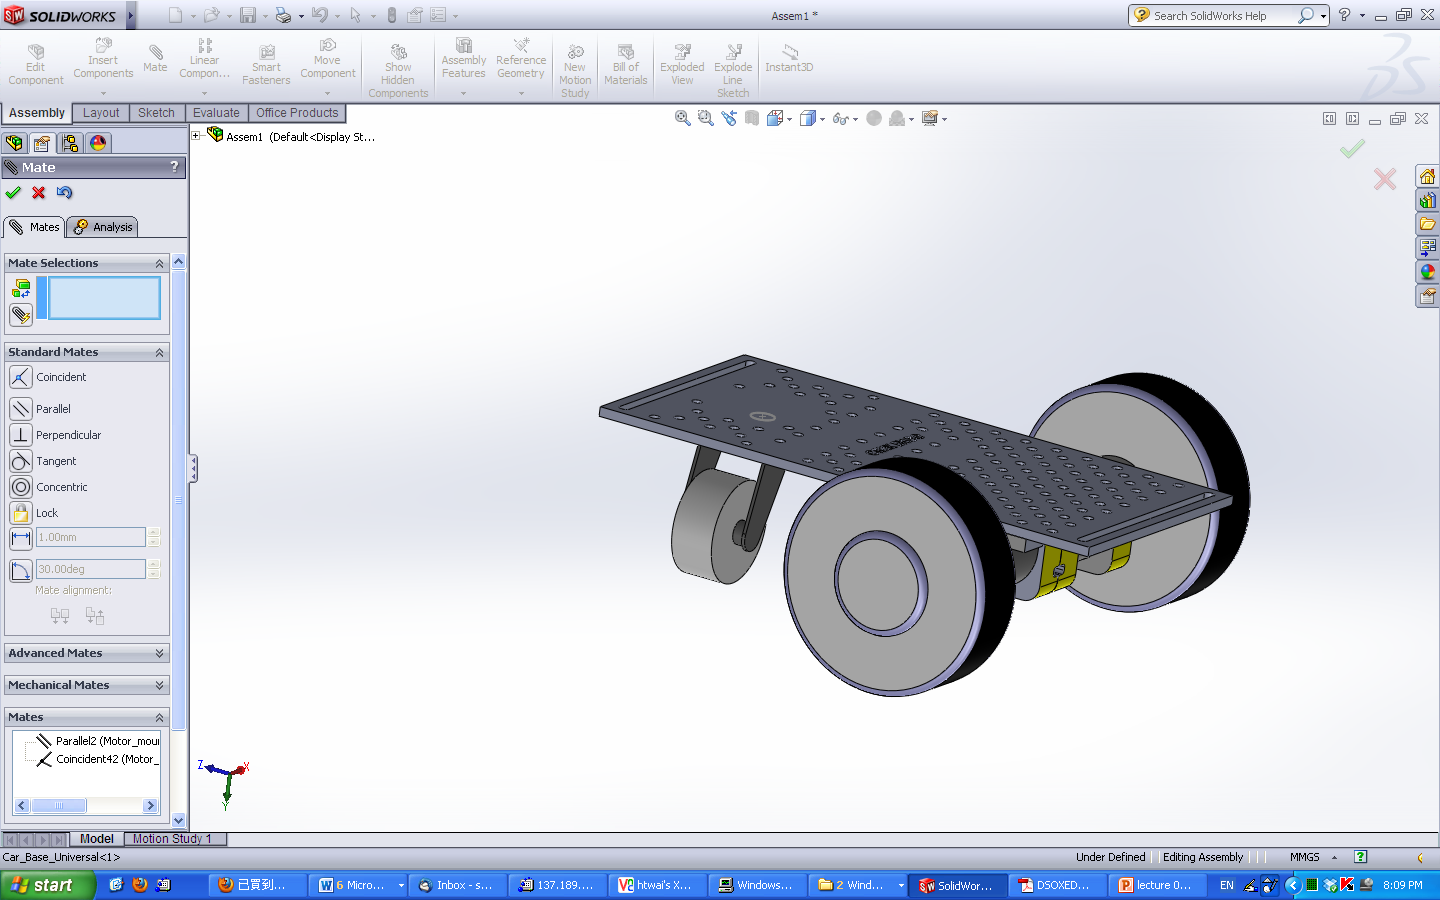 SOLIDWORKS
Assem1 *
Search SolidWorks Help
Edit Component
Insert Components
Mate
Linear Compon...
Smart Fasteners
Move Component
Show Hidden Components
Assembly Features
Reference Geometry
New Motion Study
Bill of Materials
Exploded View
Explode Line Sketch
Instant3D
Assembly
Layout
Sketch
Evaluate
Office Products
Assem1 (Default<Display St...
Mate
?
Mates
Analysis
Mate Selections
Standard Mates
Coincident
Parallel
Perpendicular
Tangent
Concentric
Lock
1.00mm
30.00deg
Mate alignment:
Advanced Mates
Mechanical Mates
Mates
Parallel2 (Motor_mou
Coincident42 (Motor_
Z
X
Y
Model
Motion Study 1
Car_Base_Universal<1>
Under Defined
Editing Assembly
MMGS
start
已買到...
6 Micro...
Inbox - s...
137.189....
htwai's X...
Windows...
2 Wind...
SolidWor...
DSOXED...
lecture 0...
EN
8:09 PM